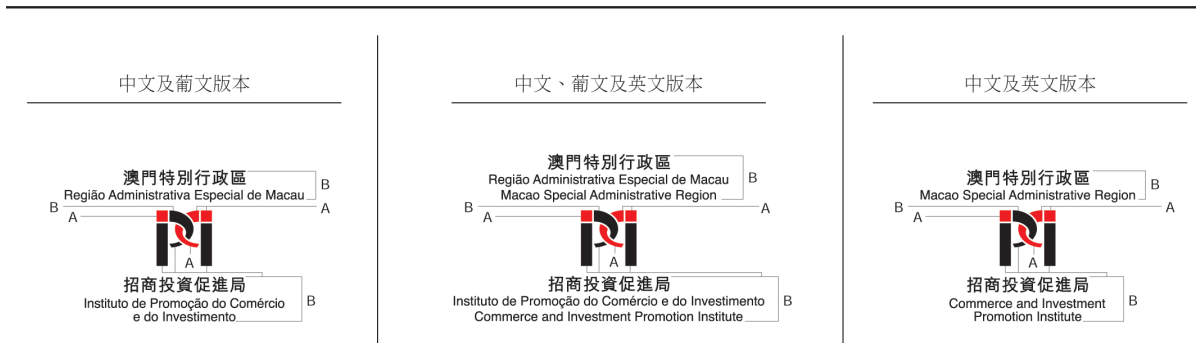 中文及葡文版本
澳門特別行政區
Região Administrativa Especial de Macau
B
B
A
A
A
招商投資促進局
Instituto de Promoção do Comércio
e do Investimento
B
中文、葡文及英文版本
澳門特別行政區
Região Administrativa Especial de Macau
Macao Special Administrative Region
B
B
A
A
A
招商投資促進局
Instituto de Promoção do Comércio e do Investimento
Commerce and Investment Promotion Institute
B
中文及英文版本
澳門特別行政區
Macao Special Administrative Region
B
B
A
A
A
招商投資促進局
Commerce and Investment
Promotion Institute
B